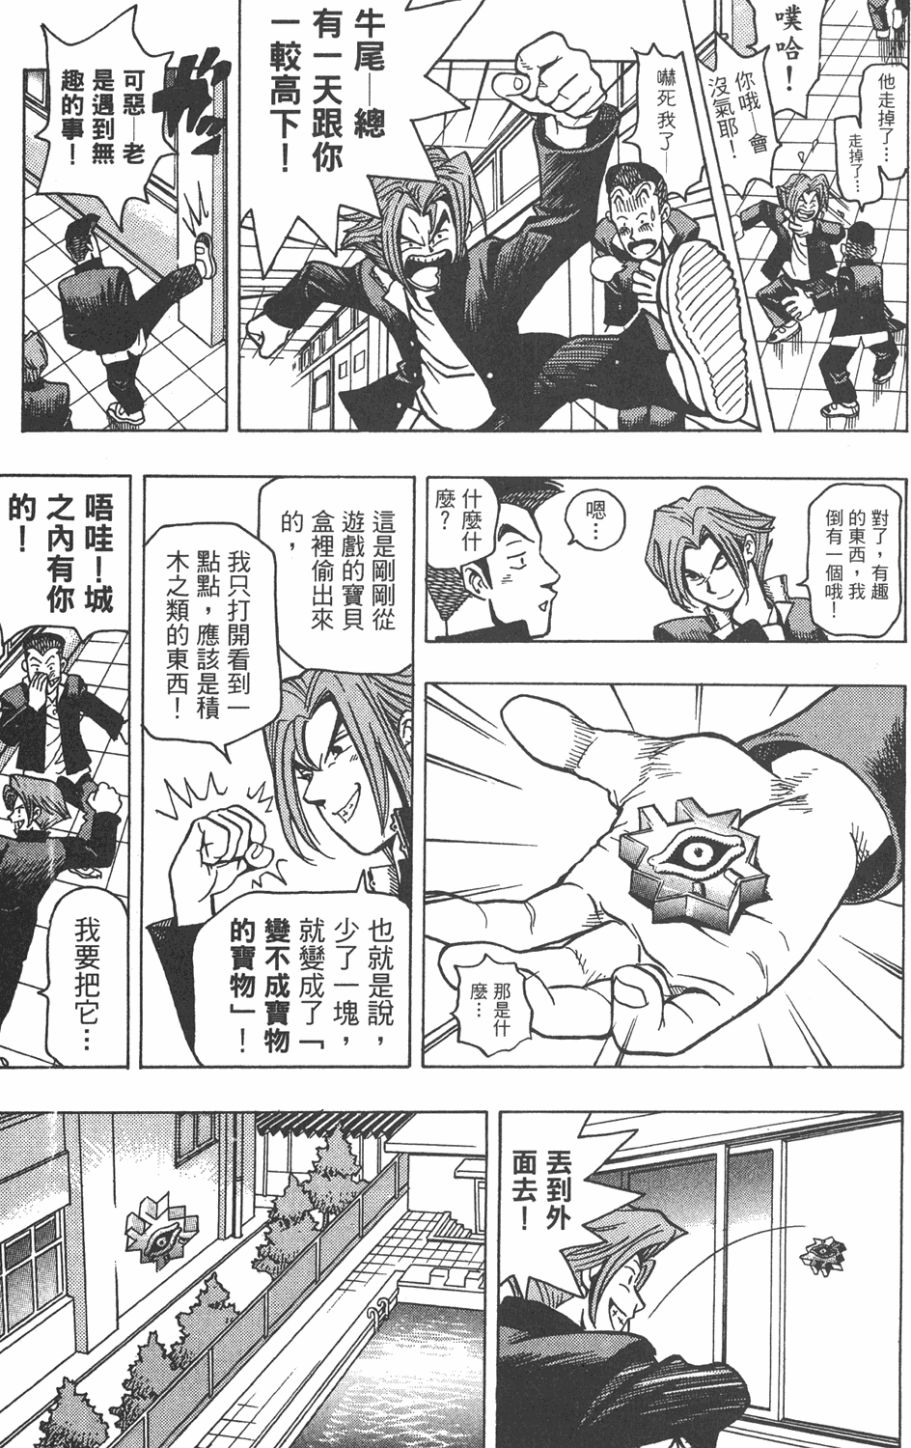 他走掉了…
走掉了…
噗哈！
你哦—會
沒氣耶！
嚇死我了—
牛尾—總
有一天跟你
一較高下！
可惡—老
是遇到無
趣的事！
對了，有趣
的東西，我
倒有一個哦！
嗯…
什麼什
麼？
那是什
麼…
這是剛剛從
遊戲的寶貝
盒裡偷出來
的，
我只打開看到一
點點，應該是積
木之類的東西！
也就是說，
少了一塊，
就變成了「
變不成寶物
的寶物」！
唔哇！城
之內有你
的！
我要把它…
丟到外
面去！